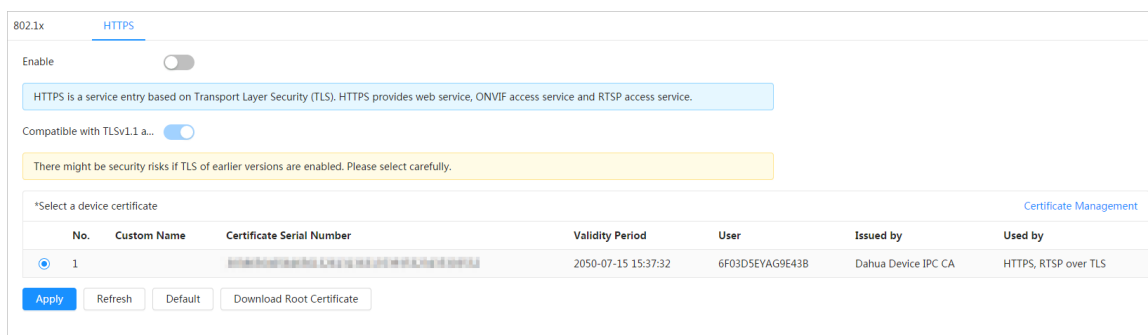 802.1x HTTPS
Enable
HTTPS is a service entry based on Transport Layer Security (TLS). HTTPS provides web service, ONVIF access service and RTSP access service.
Compatible with TLSv1.1 a...
There might be security risks if TLS of earlier versions are enabled. Please select carefully.
*Select a device certificate Certificate Management
No. Custom Name Certificate Serial Number Validity Period User Issued by Used by
1 2050-07-15 15:37:32 6F03D5EYAG9E43B Dahua Device IPC CA HTTPS, RTSP over TLS
Apply Refresh Default Download Root Certificate